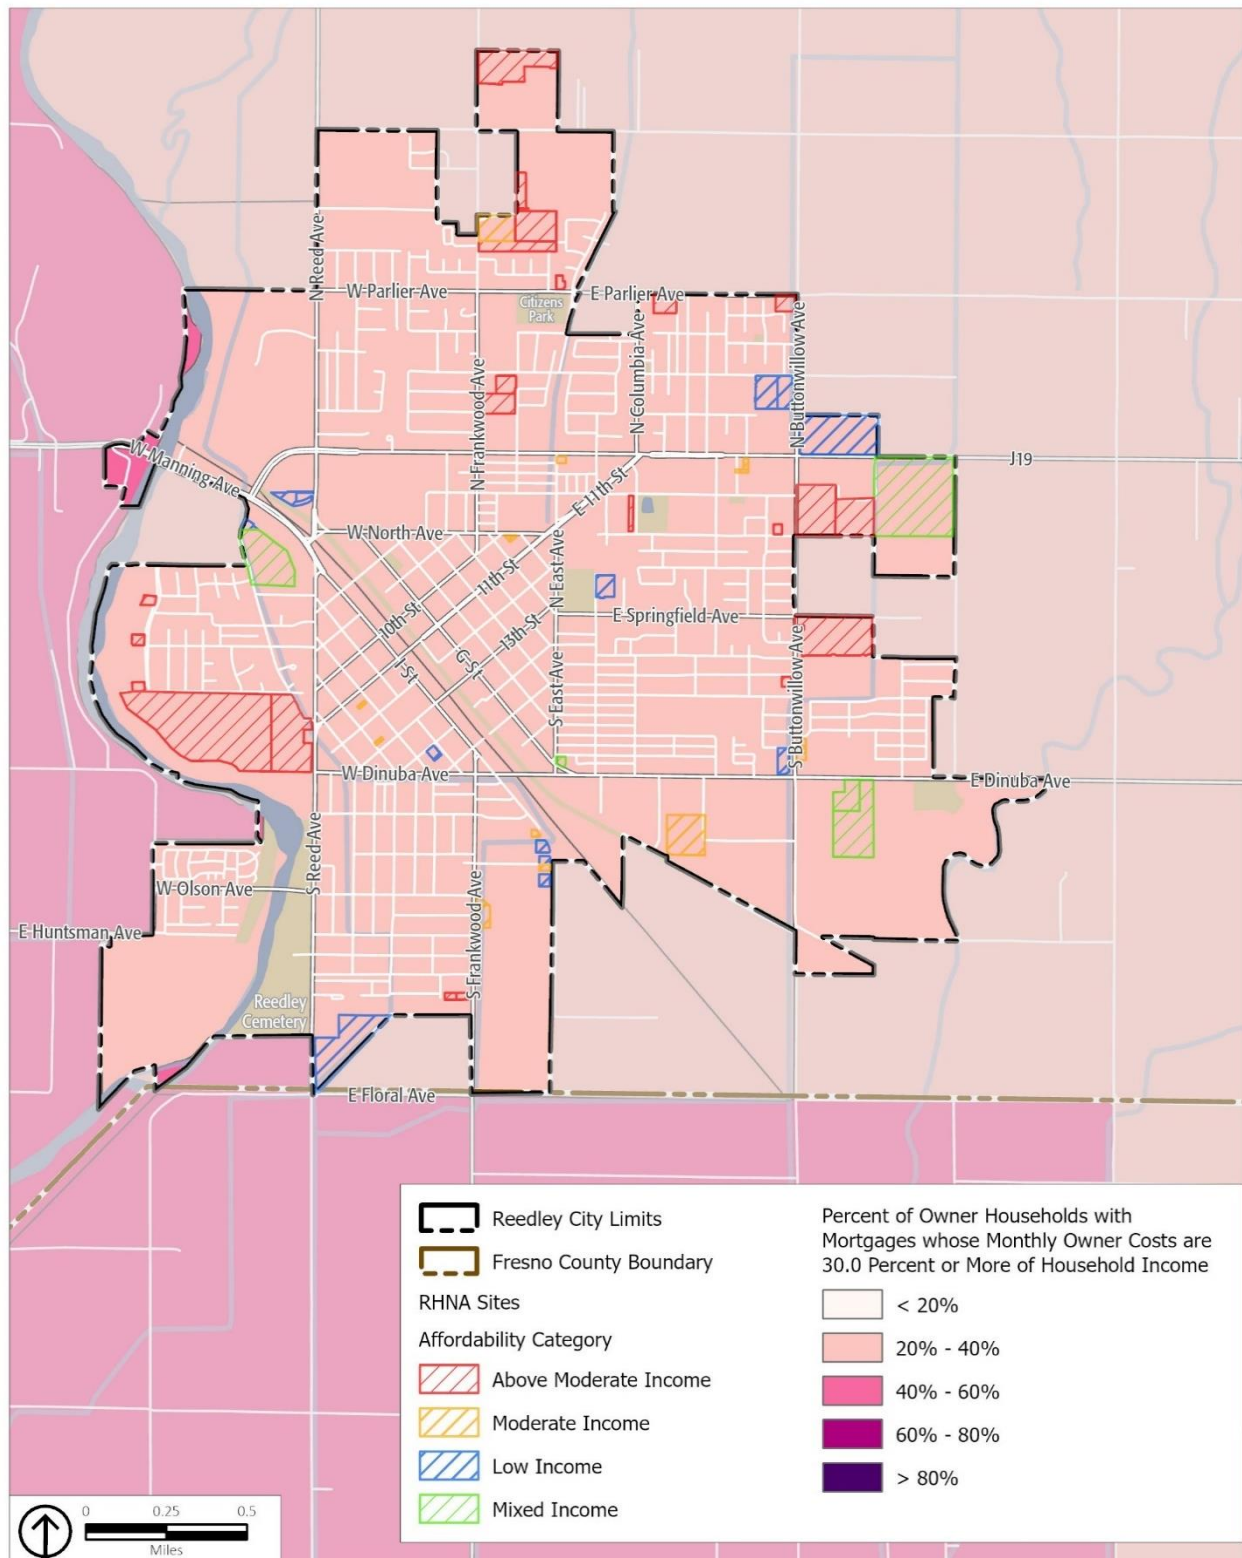 N Reed Ave
W Parlier Ave
E Parlier Ave
Citizens
Park
N Columbia Ave
N Buttonwillow Ave
N Frankwood Ave
W Manning Ave
J19
E 11th St
W North Ave
N East Ave
11th St
10th St
13th St
E Springfield Ave
G St
I St
S East Ave
S Buttonwillow Ave
W Dinuba Ave
E Dinuba Ave
S Reed Ave
W Olson Ave
S Frankwood Ave
E Huntsman Ave
Reedley
Cemetery
E Floral Ave
Reedley City Limits
Fresno County Boundary
RHNA Sites
Affordability Category
Above Moderate Income
Moderate Income
Low Income
Mixed Income
Percent of Owner Households with
Mortgages whose Monthly Owner Costs are
30.0 Percent or More of Household Income
< 20%
20% - 40%
40% - 60%
60% - 80%
> 80%
0 0.25 0.5
Miles